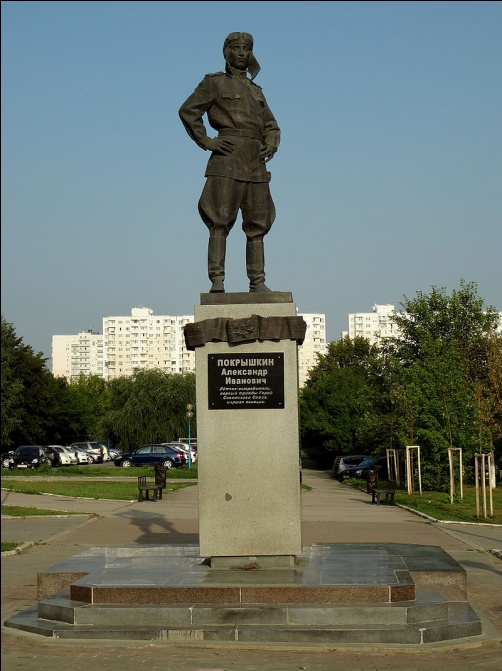 ПОКРЫШКИН
Александр
Иванович
Лётчик-истребитель,
первый трижды Герой
Советского Союза,
маршал авиации